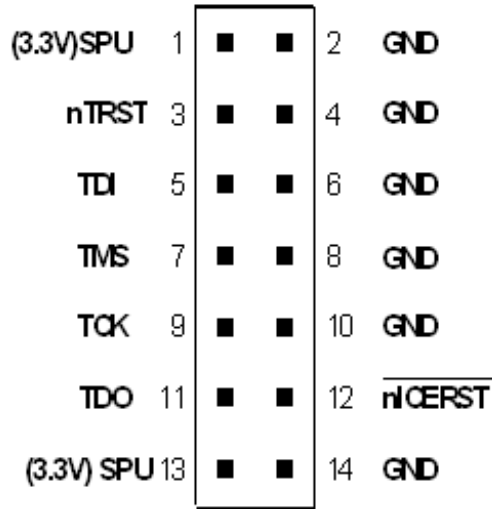 (3.3V)SPU 1 2 GND
nTRST 3 4 GND
TDI 5 6 GND
TMS 7 8 GND
TCK 9 10 GND
TDO 11 12 nICERST
(3.3V) SPU 13 14 GND